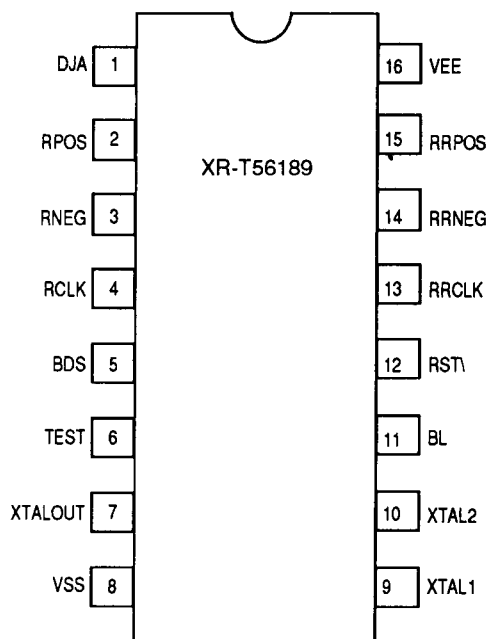 DJA 1 16 VEE
RPOS 2 15 RRPOS
XR-T56189
RNEG 3 14 RRNEG
RCLK 4 13 RRCLK
BDS 5 12 RST\
TEST 6 11 BL
XTALOUT 7 10 XTAL2
VSS 8 9 XTAL1